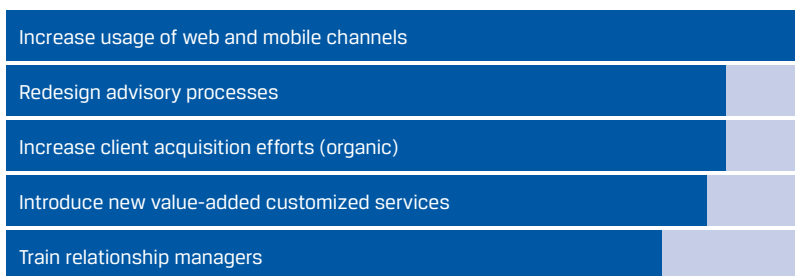 Increase usage of web and mobile channels
Redesign advisory processes
Increase client acquisition efforts (organic)
Introduce new value-added customized services
Train relationship managers